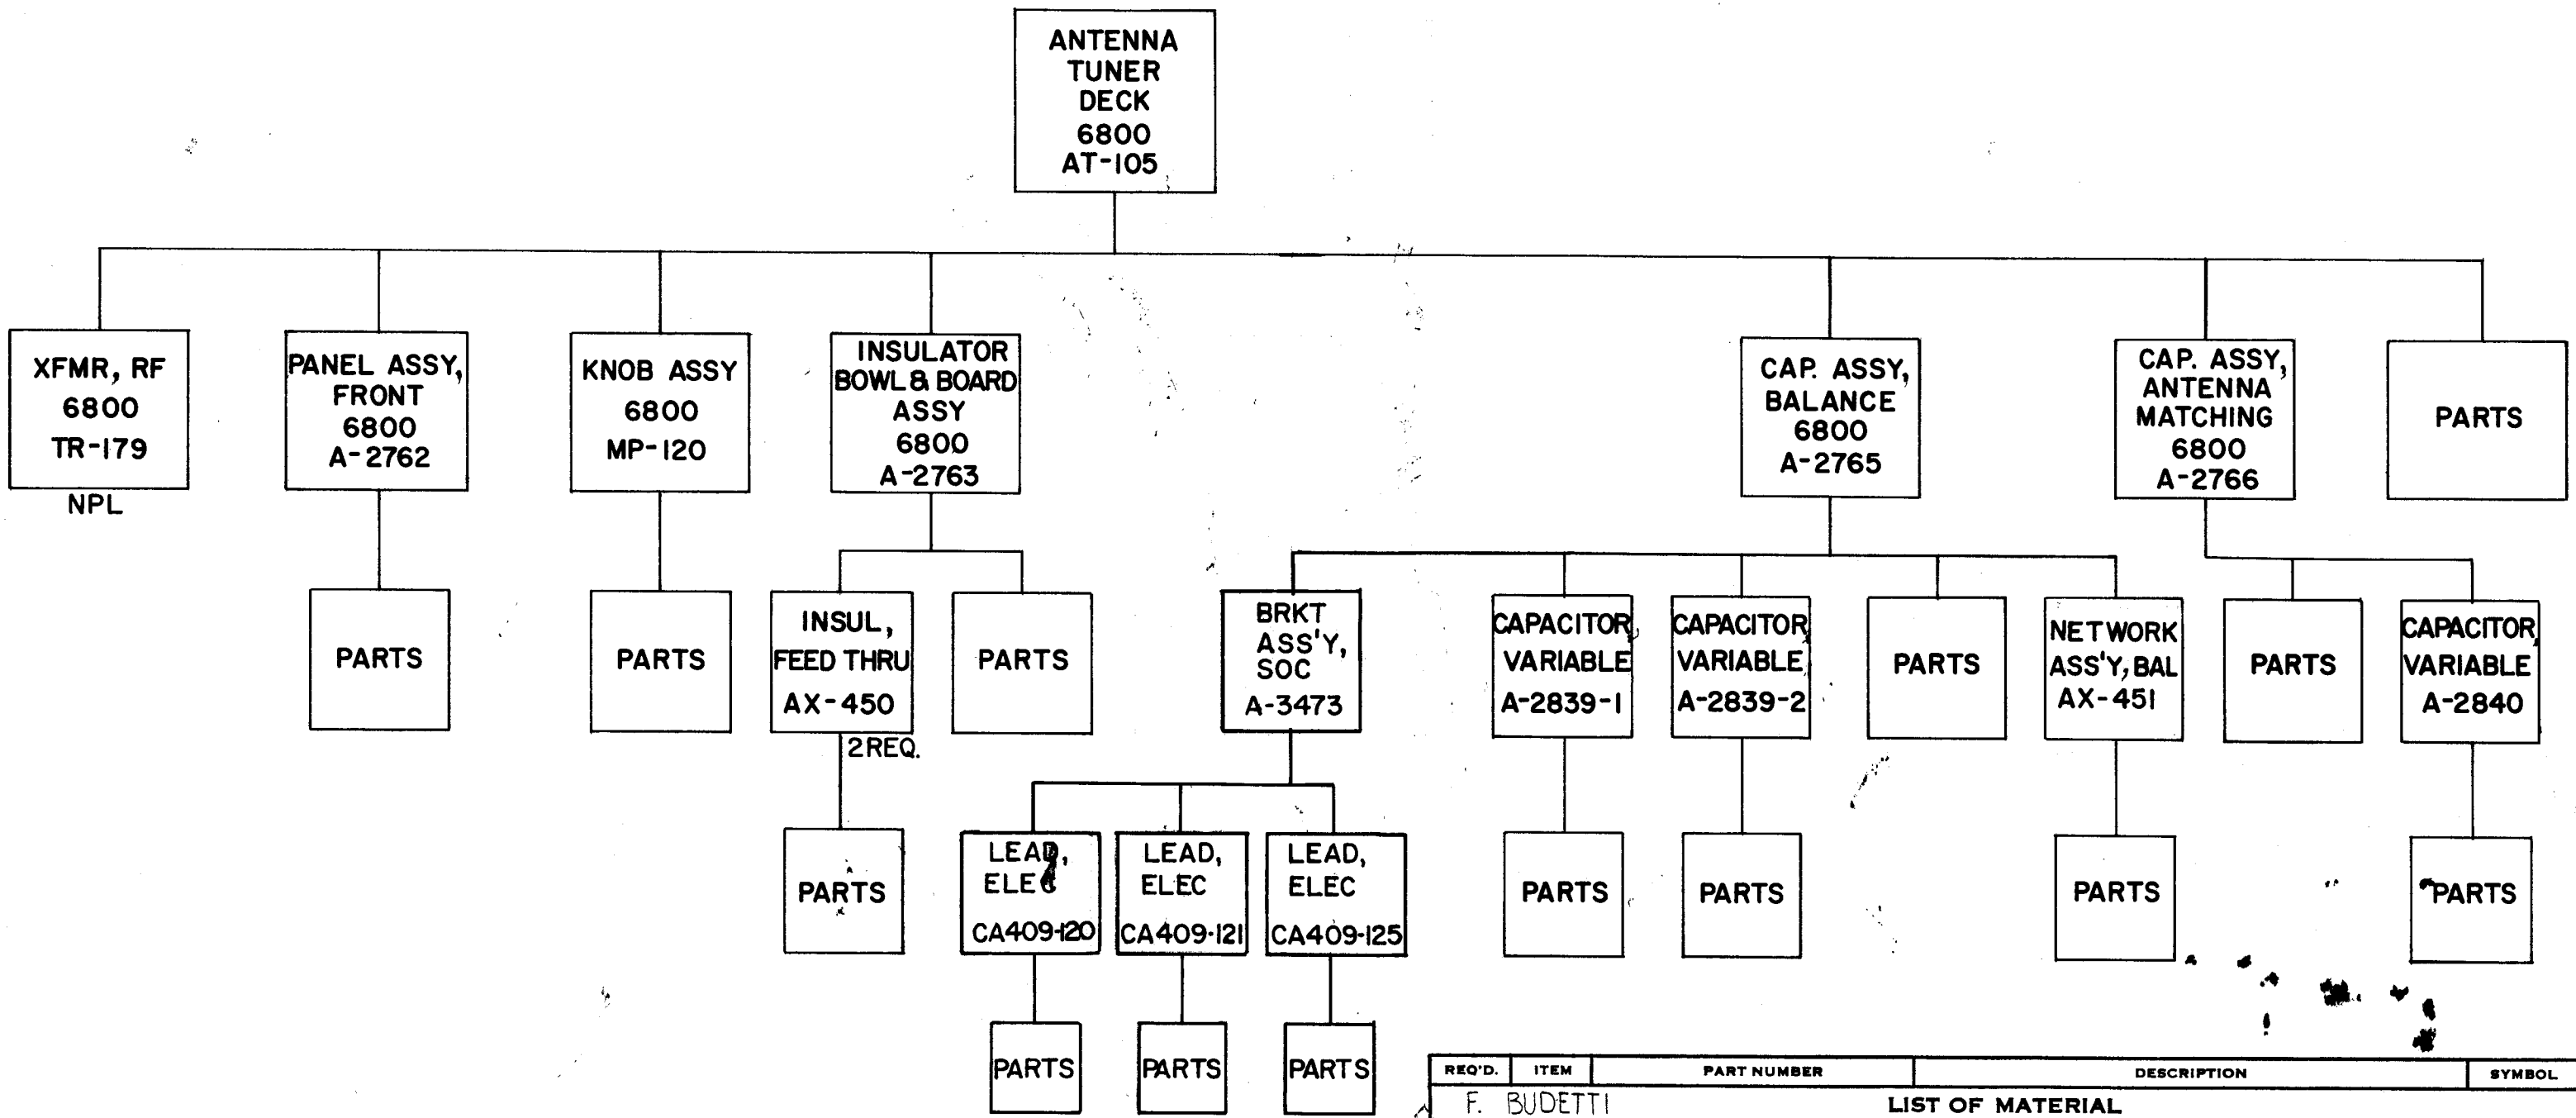 ANTENNA
TUNER
DECK
6800
AT-105
XFMR, RF
6800
TR-179
NPL
PANEL ASSY,
FRONT
6800
A-2762
KNOB ASSY
6800
MP-120
INSULATOR
BOWL & BOARD
ASSY
6800
A-2763
CAP. ASSY,
BALANCE
6800
A-2765
CAP. ASSY,
ANTENNA
MATCHING
6800
A-2766
PARTS
PARTS
PARTS
INSUL,
FEED THRU
AX-450
2REQ.
PARTS
BRKT
ASS'Y,
SOC
A-3473
CAPACITOR,
VARIABLE
A-2839-1
CAPACITOR,
VARIABLE
A-2839-2
PARTS
NETWORK
ASS'Y, BAL
AX-451
PARTS
CAPACITOR,
VARIABLE
A-2840
PARTS
LEAD,
ELEC
CA409-120
LEAD,
ELEC
CA409-121
LEAD,
ELEC
CA409-125
PARTS
PARTS
PARTS
PARTS
PARTS
PARTS
PARTS
REQ'D. ITEM PART NUMBER DESCRIPTION SYMBOL
F. BUDETTI LIST OF MATERIAL